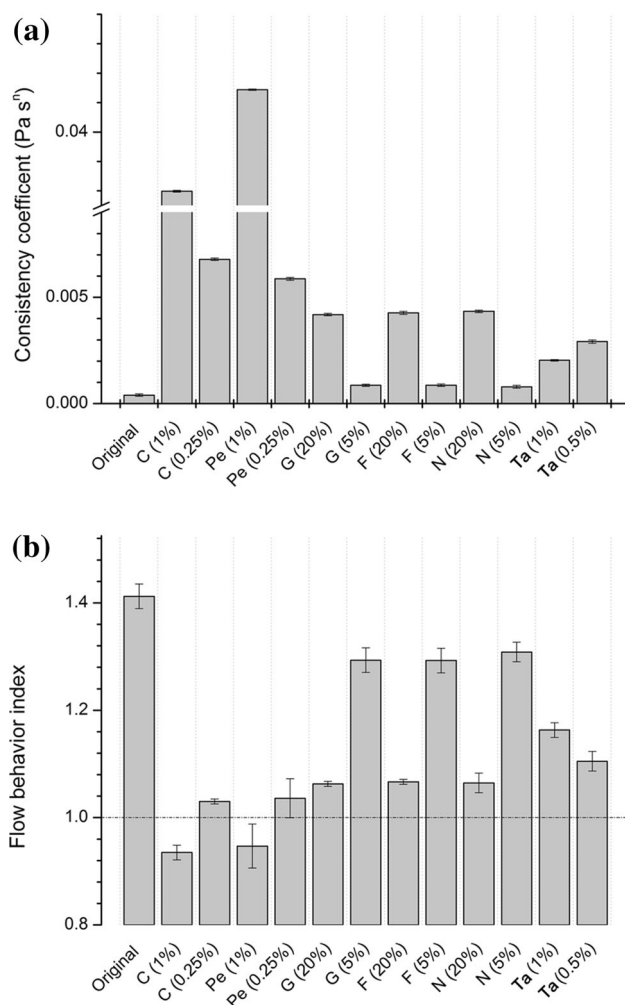 (a)
Consistency coefficent (Pa sⁿ)
0.04
0.005
0.000
Original
C (1%)
C (0.25%)
Pe (1%)
Pe (0.25%)
G (20%)
G (5%)
F (20%)
F (5%)
N (20%)
N (5%)
Ta (1%)
Ta (0.5%)
(b)
Flow behavior index
1.4
1.2
1.0
0.8
Original
C (1%)
C (0.25%)
Pe (1%)
Pe (0.25%)
G (20%)
G (5%)
F (20%)
F (5%)
N (20%)
N (5%)
Ta (1%)
Ta (0.5%)